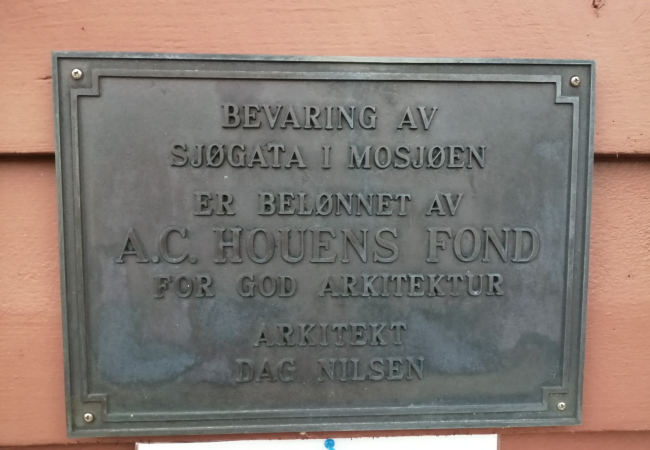 BEVARING AV
SJØGATA I MOSJØEN
ER BELØNNET AV
A.C. HOUENS FOND
FOR GOD ARKITEKTUR
ARKITEKT
DAG NILSEN